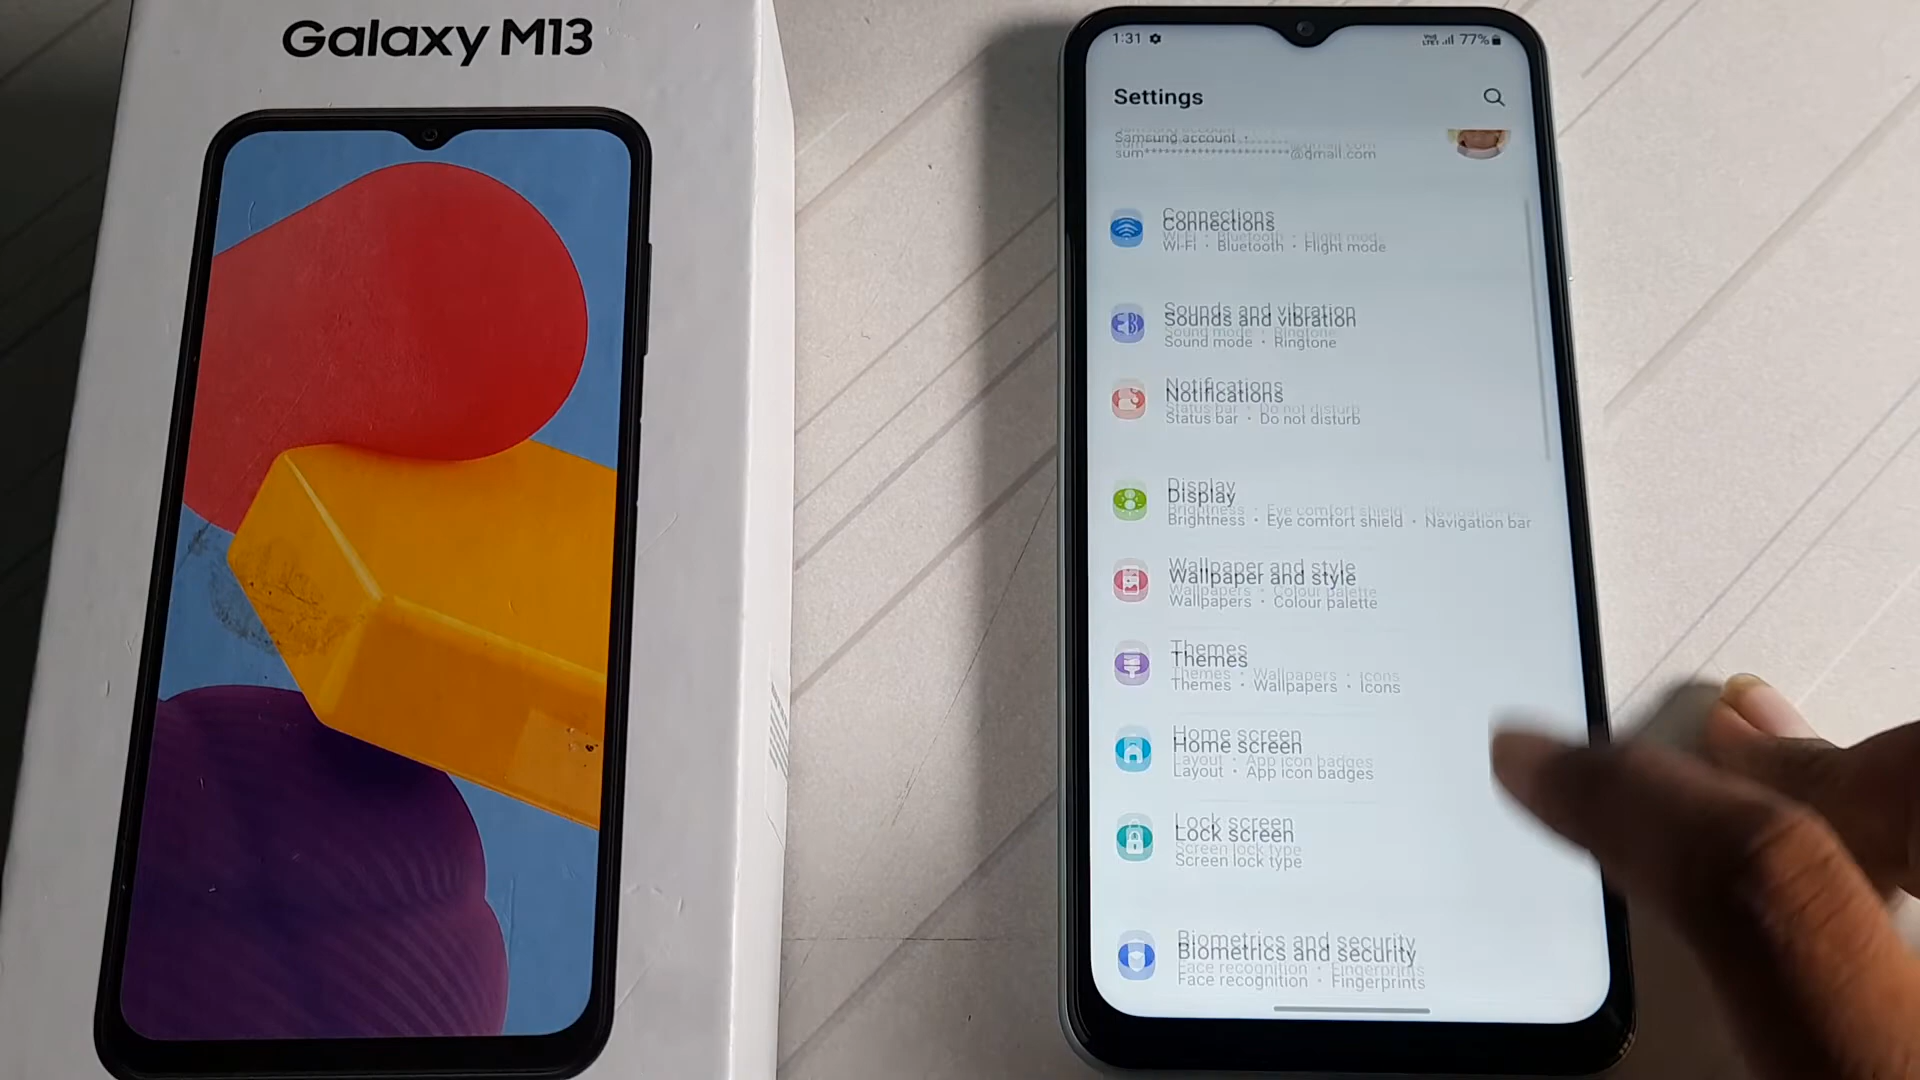 Galaxy M13
1:31
77%
Settings
Samsung account
sum********************@gmail.com
Connections
Wi-Fi • Bluetooth • Flight mode
Sounds and vibration
Sound mode • Ringtone
Notifications
Status bar • Do not disturb
Display
Brightness • Eye comfort shield • Navigation bar
Wallpaper and style
Wallpapers • Colour palette
Themes
Themes • Wallpapers • Icons
Home screen
Layout • App icon badges
Lock screen
Screen lock type
Biometrics and security
Face recognition • Fingerprints